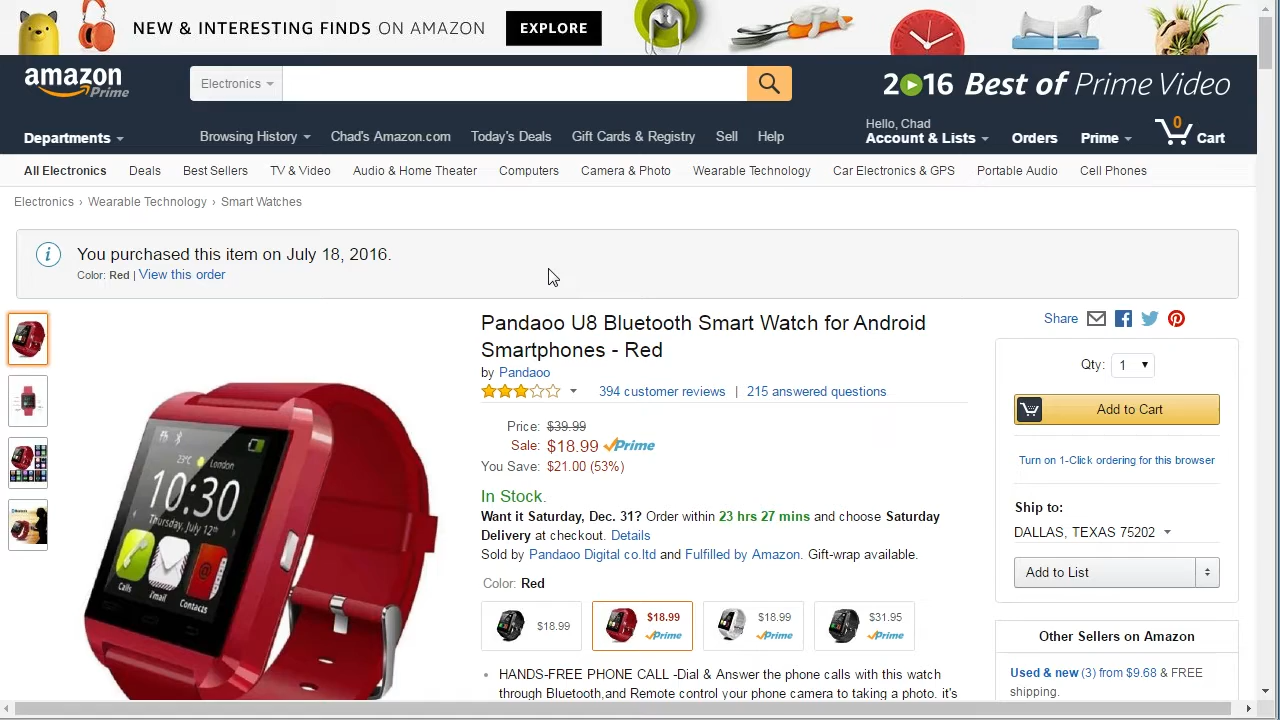 NEW & INTERESTING FINDS ON AMAZON EXPLORE
amazon Prime
Electronics
2016 Best of Prime Video
Departments
Browsing History Chad's Amazon.com Today's Deals Gift Cards & Registry Sell Help
Hello, Chad
Account & Lists Orders Prime 0 Cart
All Electronics Deals Best Sellers TV & Video Audio & Home Theater Computers Camera & Photo Wearable Technology Car Electronics & GPS Portable Audio Cell Phones
Electronics › Wearable Technology › Smart Watches
i You purchased this item on July 18, 2016.
Color: Red | View this order
Pandaoo U8 Bluetooth Smart Watch for Android
Smartphones - Red
by Pandaoo
394 customer reviews | 215 answered questions
Price: $39.99
Sale: $18.99 Prime
You Save: $21.00 (53%)
In Stock.
Want it Saturday, Dec. 31? Order within 23 hrs 27 mins and choose Saturday
Delivery at checkout. Details
Sold by Pandaoo Digital co.ltd and Fulfilled by Amazon. Gift-wrap available.
Color: Red
$18.99
$18.99 Prime
$18.99 Prime
$31.95 Prime
• HANDS-FREE PHONE CALL -Dial & Answer the phone calls with this watch
through Bluetooth,and Remote control your phone camera to taking a photo. it's
23°C London
10:30
Thursday, July 12th
Calls
Contacts
Share
Qty: 1
Add to Cart
Turn on 1-Click ordering for this browser
Ship to:
DALLAS, TEXAS 75202
Add to List
Other Sellers on Amazon
Used & new (3) from $9.68 & FREE
shipping.